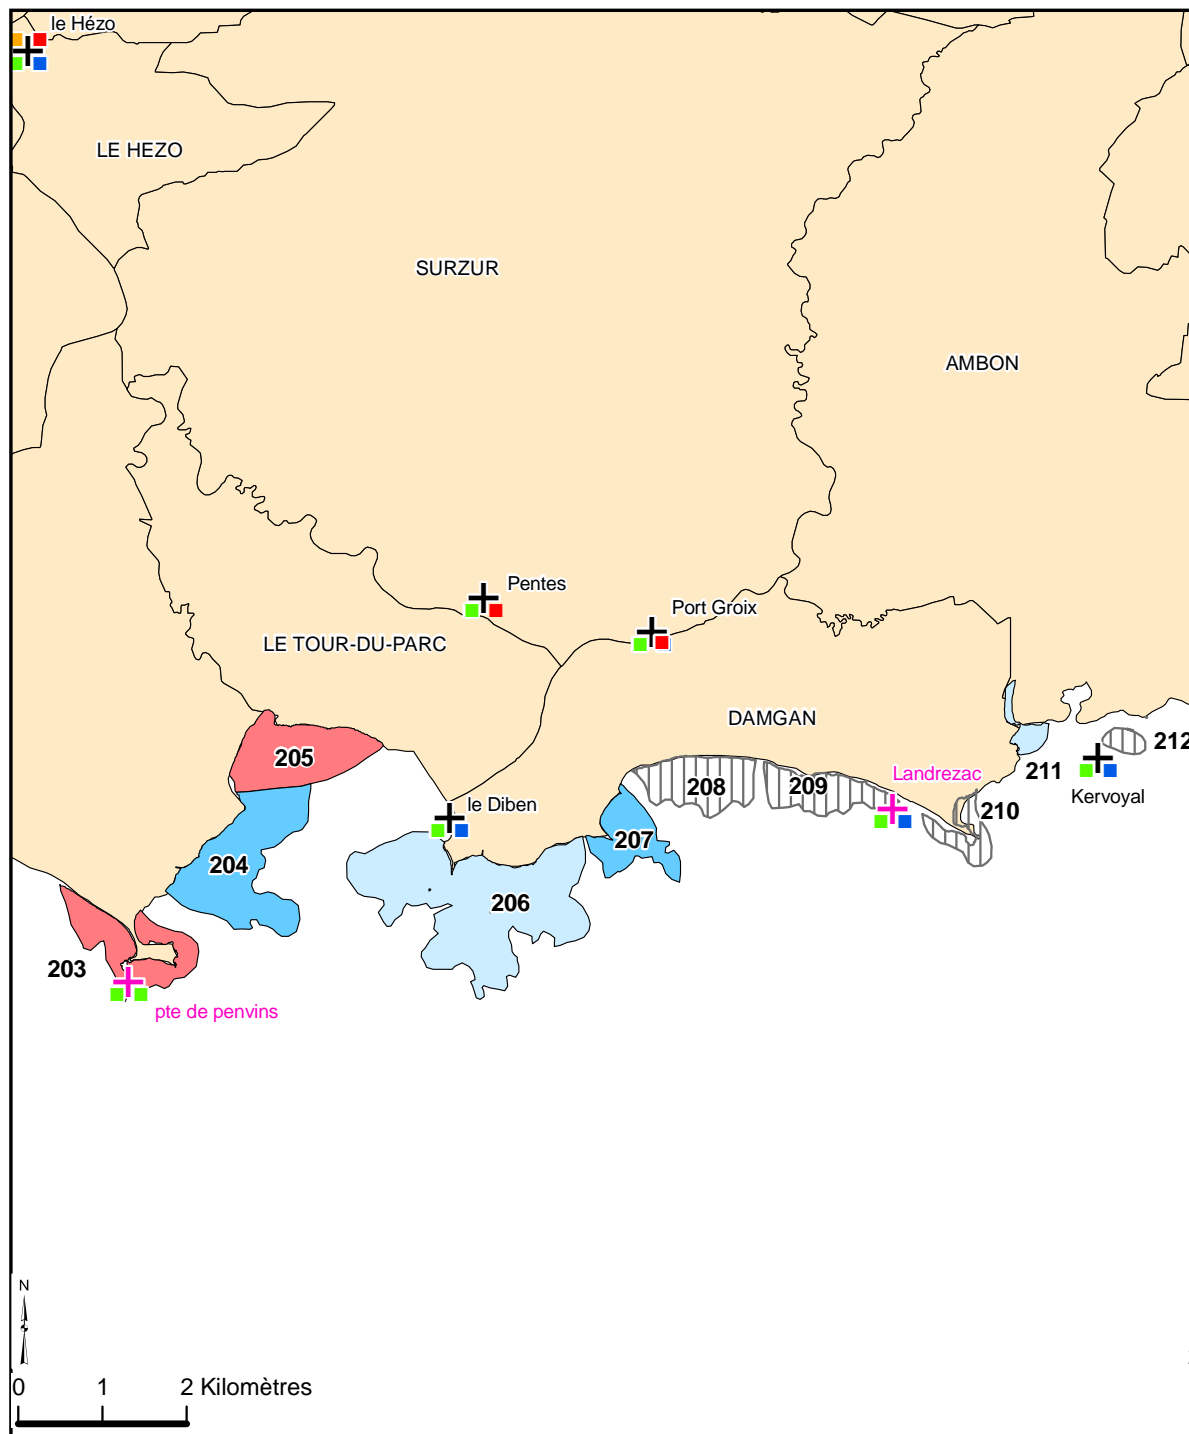 le Hézo
LE HEZO
SURZUR
AMBON
Pentes
Port Groix
LE TOUR-DU-PARC
DAMGAN
205
212
211
Landrezac
208
209
Kervoyal
le Diben
210
207
204
206
203
pte de penvins
N
0 1 2 Kilomètres